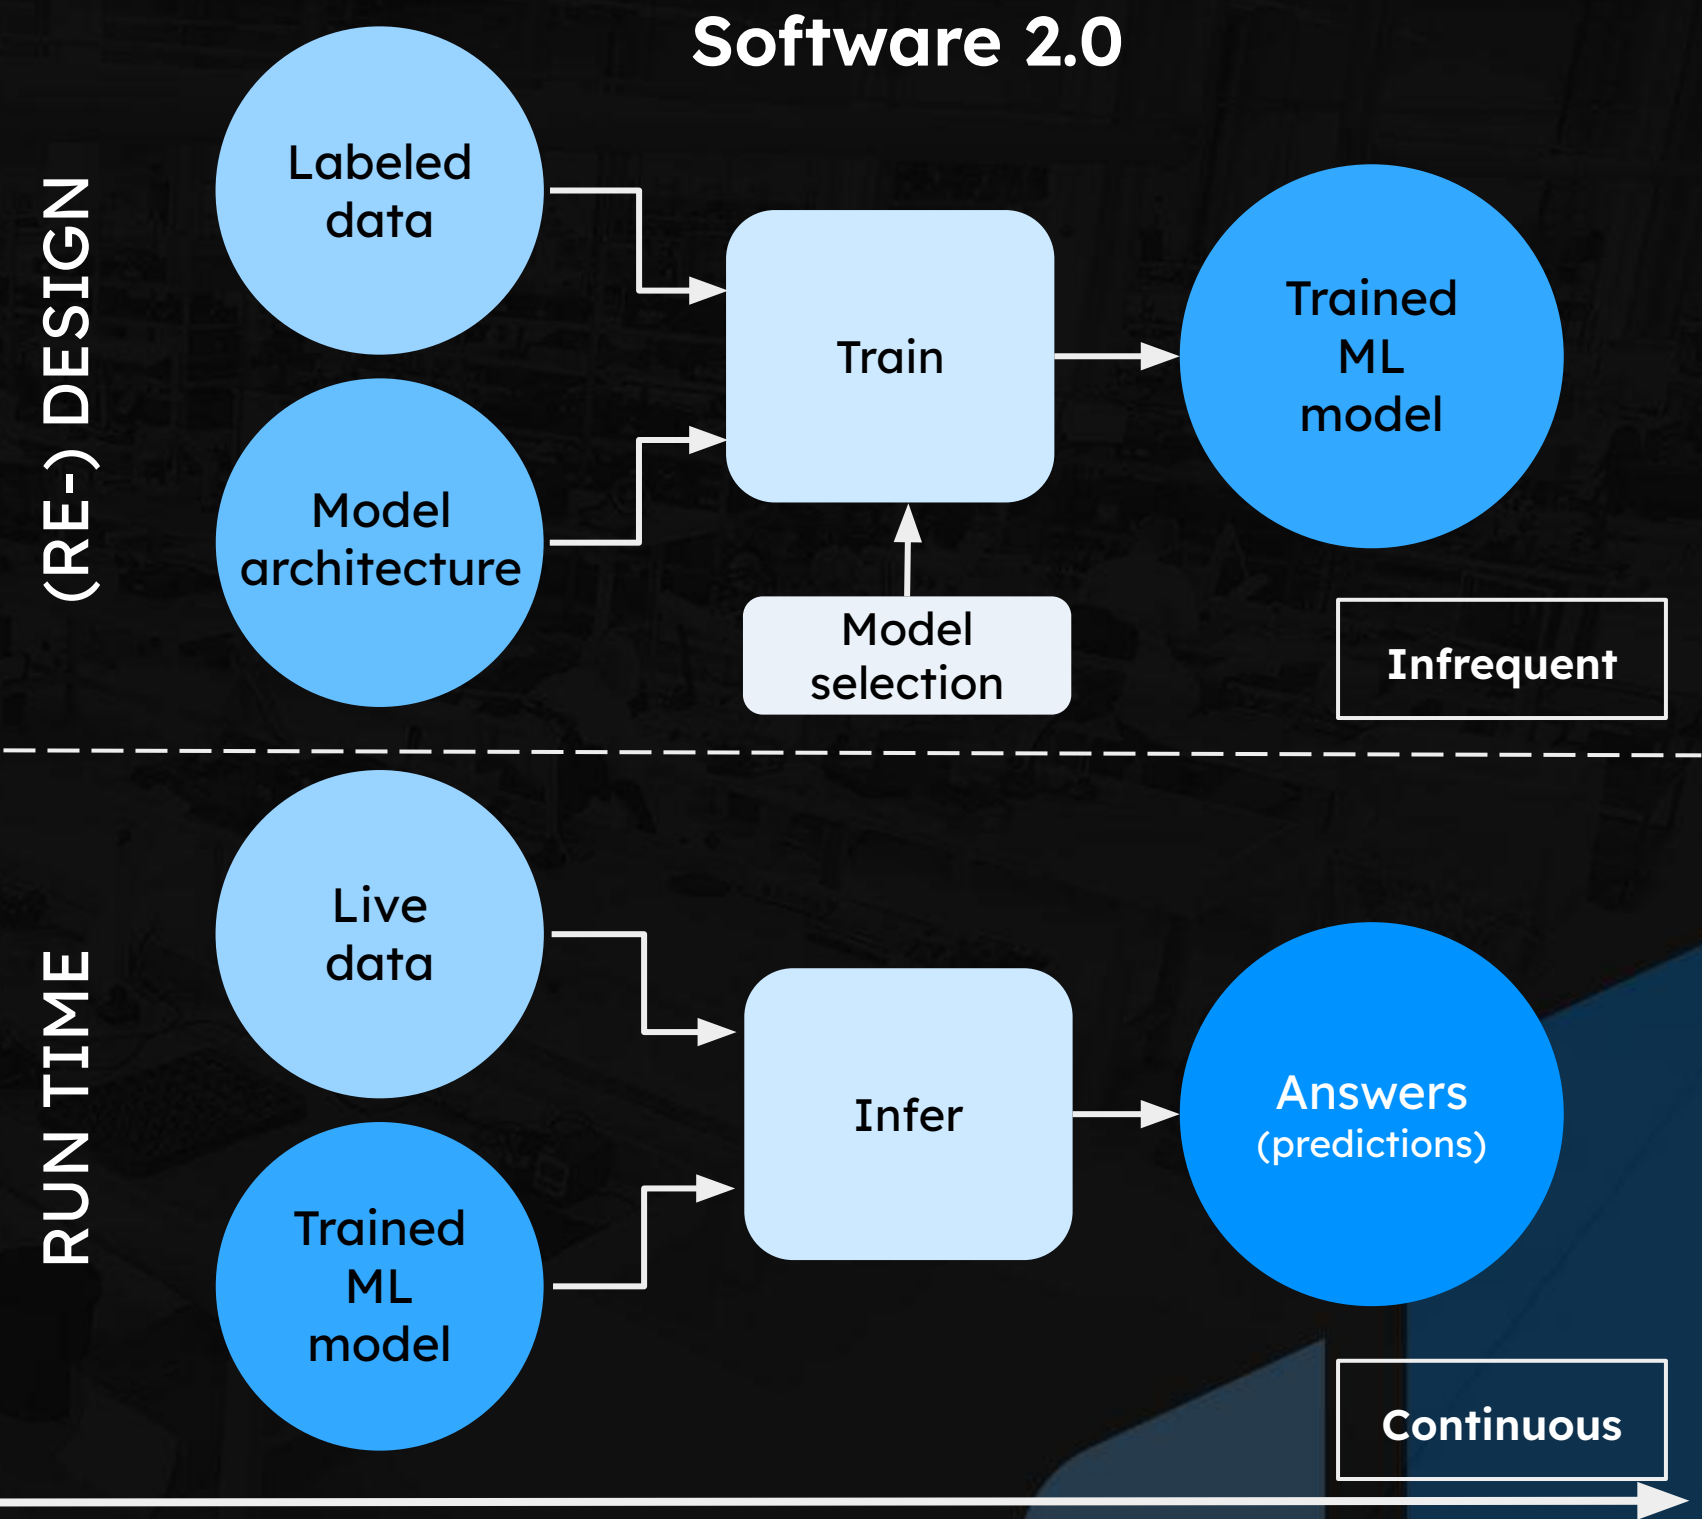 Software 2.0
(RE-) DESIGN
Labeled
data
Model
architecture
Train
Model
selection
Trained
ML
model
Infrequent
RUN TIME
Live
data
Trained
ML
model
Infer
Answers
(predictions)
Continuous